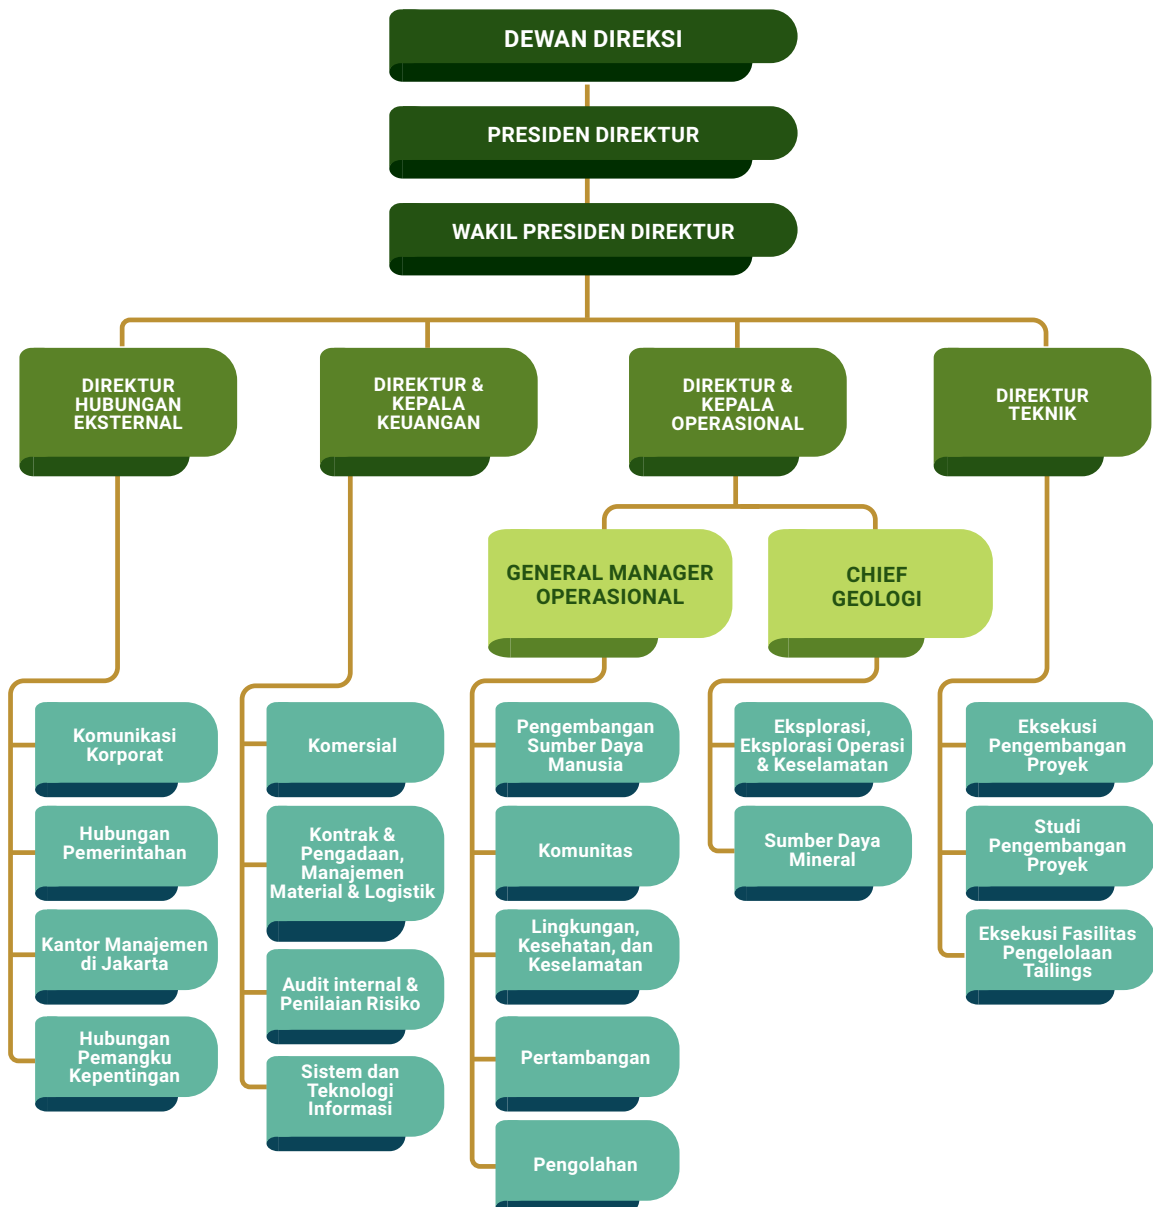 DEWAN DIREKSI
PRESIDEN DIREKTUR
WAKIL PRESIDEN DIREKTUR
DIREKTUR
HUBUNGAN
EKSTERNAL
DIREKTUR &
KEPALA
KEUANGAN
DIREKTUR &
KEPALA
OPERASIONAL
DIREKTUR
TEKNIK
GENERAL MANAGER
OPERASIONAL
CHIEF
GEOLOGI
Komunikasi
Korporat
Hubungan
Pemerintahan
Kantor Manajemen
di Jakarta
Hubungan
Pemangku
Kepentingan
Komersial
Kontrak &
Pengadaan,
Manajemen
Material & Logistik
Audit internal &
Penilaian Risiko
Sistem dan
Teknologi
Informasi
Pengembangan
Sumber Daya
Manusia
Komunitas
Lingkungan,
Kesehatan, dan
Keselamatan
Pertambangan
Pengolahan
Eksplorasi,
Eksplorasi Operasi
& Keselamatan
Sumber Daya
Mineral
Eksekusi
Pengembangan
Proyek
Studi
Pengembangan
Proyek
Eksekusi Fasilitas
Pengelolaan
Tailings